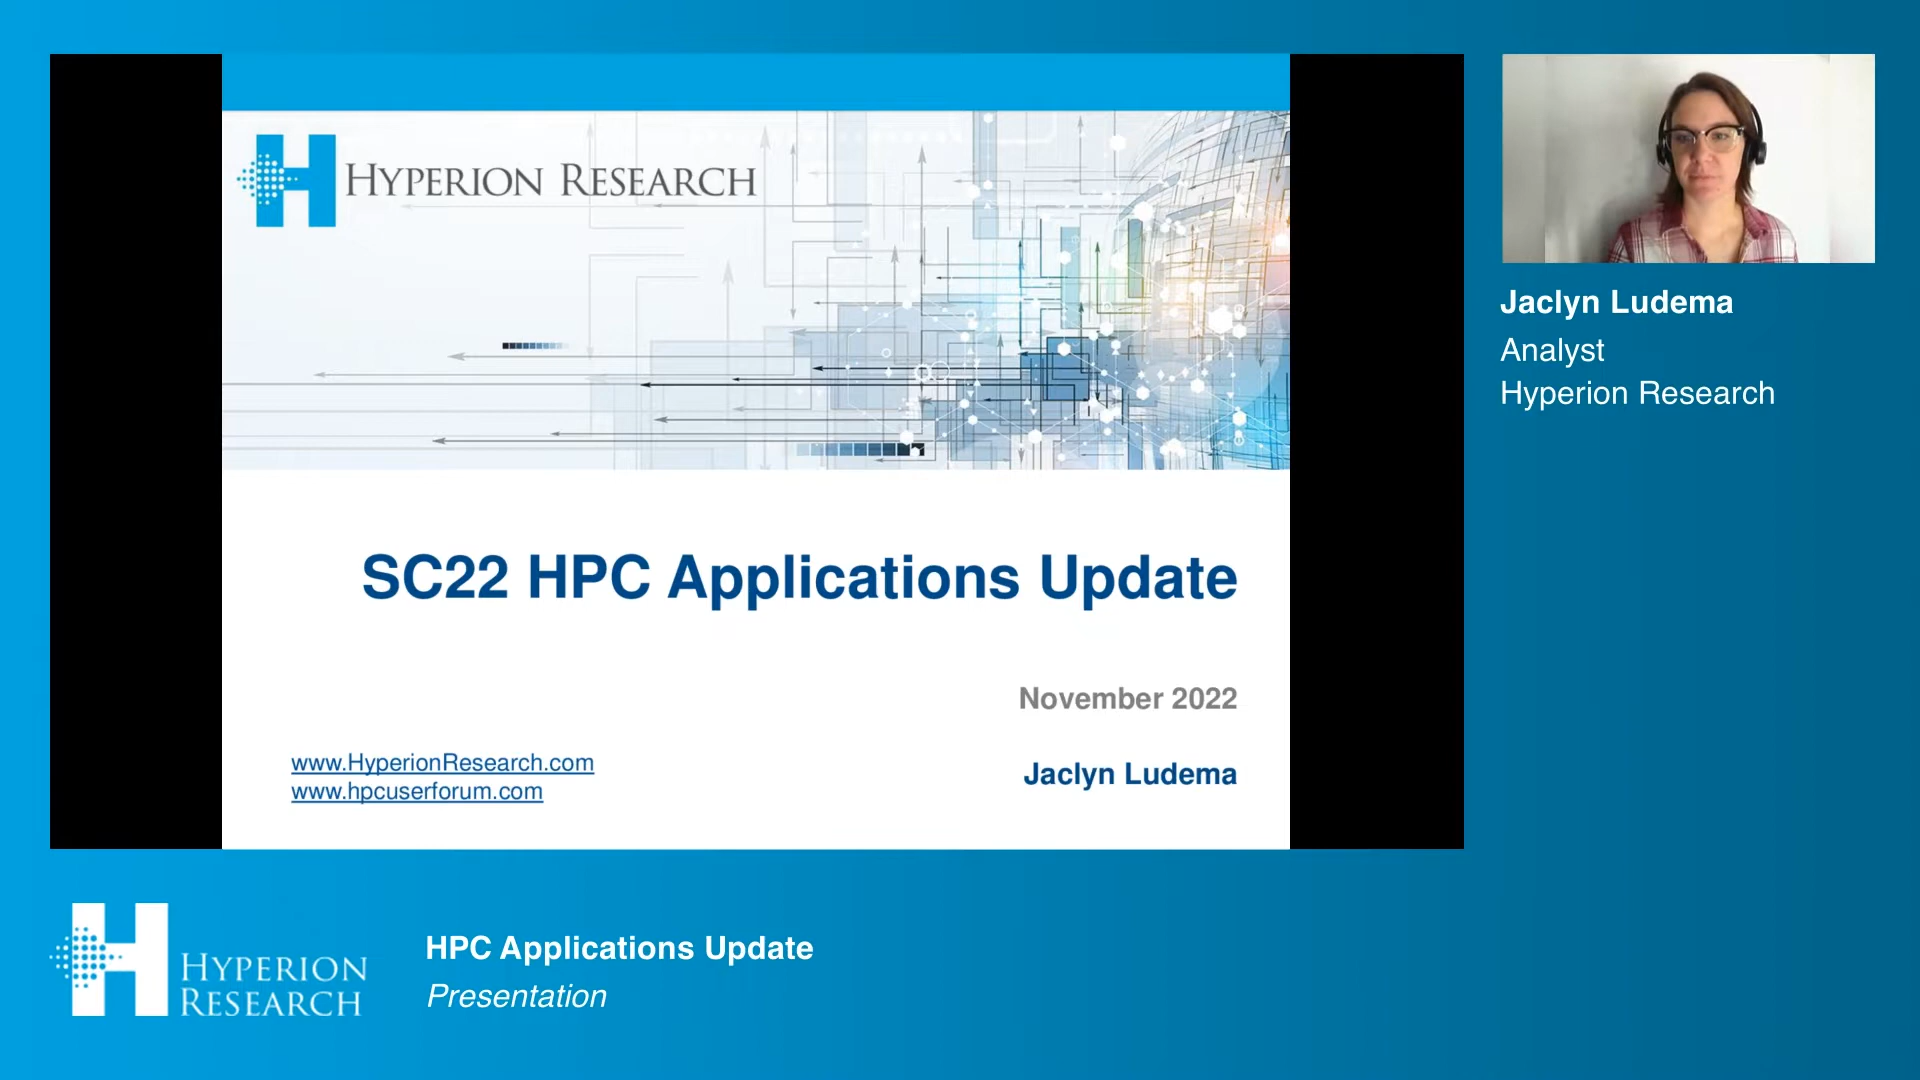 HYPERION RESEARCH
SC22 HPC Applications Update
November 2022
www.HyperionResearch.com
www.hpcuserforum.com
Jaclyn Ludema
Jaclyn Ludema
Analyst
Hyperion Research
HYPERION
RESEARCH
HPC Applications Update
Presentation